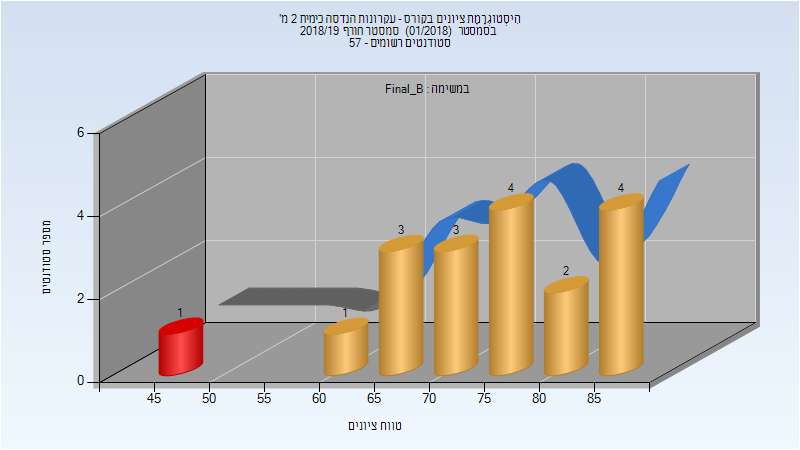 הִיסְטוֹגְרָמַת ציונים בקורס - עקרונות הנדסה כימית 2 מ'
בסמסטר (01/2018) סמסטר חורף 2018/19
סטודנטים רשומים - 57
במשימה : Final_B
6
4
2
0
מספר סטודנטים
1
1
3
3
4
2
4
45 50 55 60 65 70 75 80 85
טווח ציונים